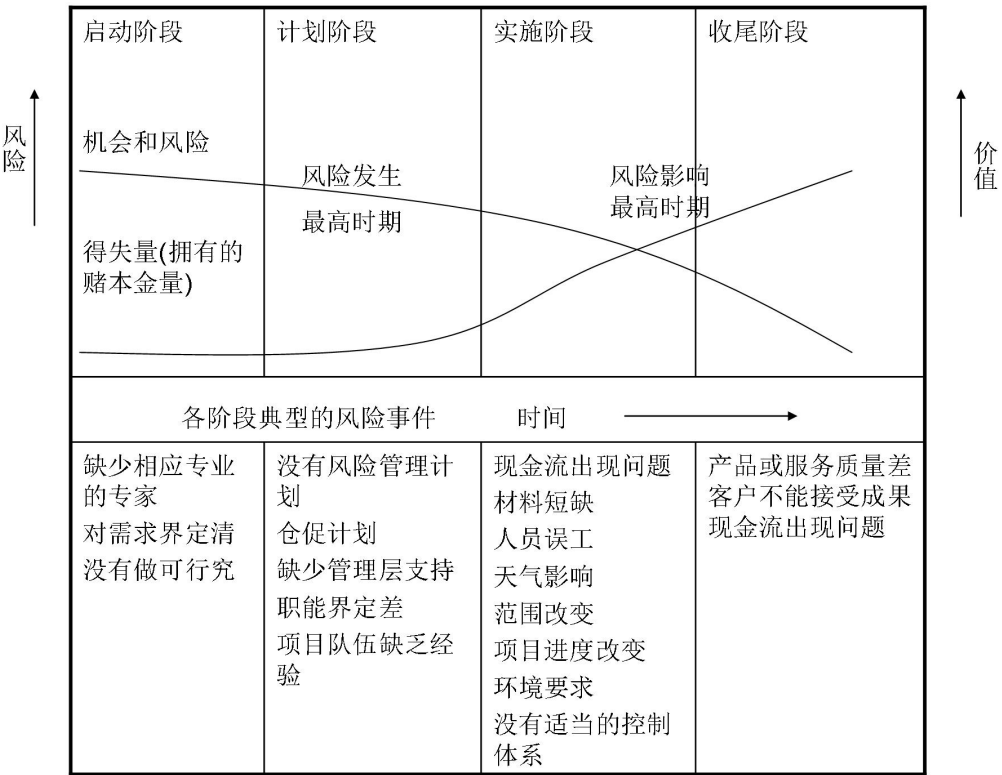 启动阶段
计划阶段
实施阶段
收尾阶段
风险
价值
机会和风险
风险发生
最高时期
风险影响
最高时期
得失量(拥有的
赌本金量)
各阶段典型的风险事件
时间
缺少相应专业
的专家
对需求界定清
没有做可行究
没有风险管理计
划
仓促计划
缺少管理层支持
职能界定差
项目队伍缺乏经
验
现金流出现问题
材料短缺
人员误工
天气影响
范围改变
项目进度改变
环境要求
没有适当的控制
体系
产品或服务质量差
客户不能接受成果
现金流出现问题